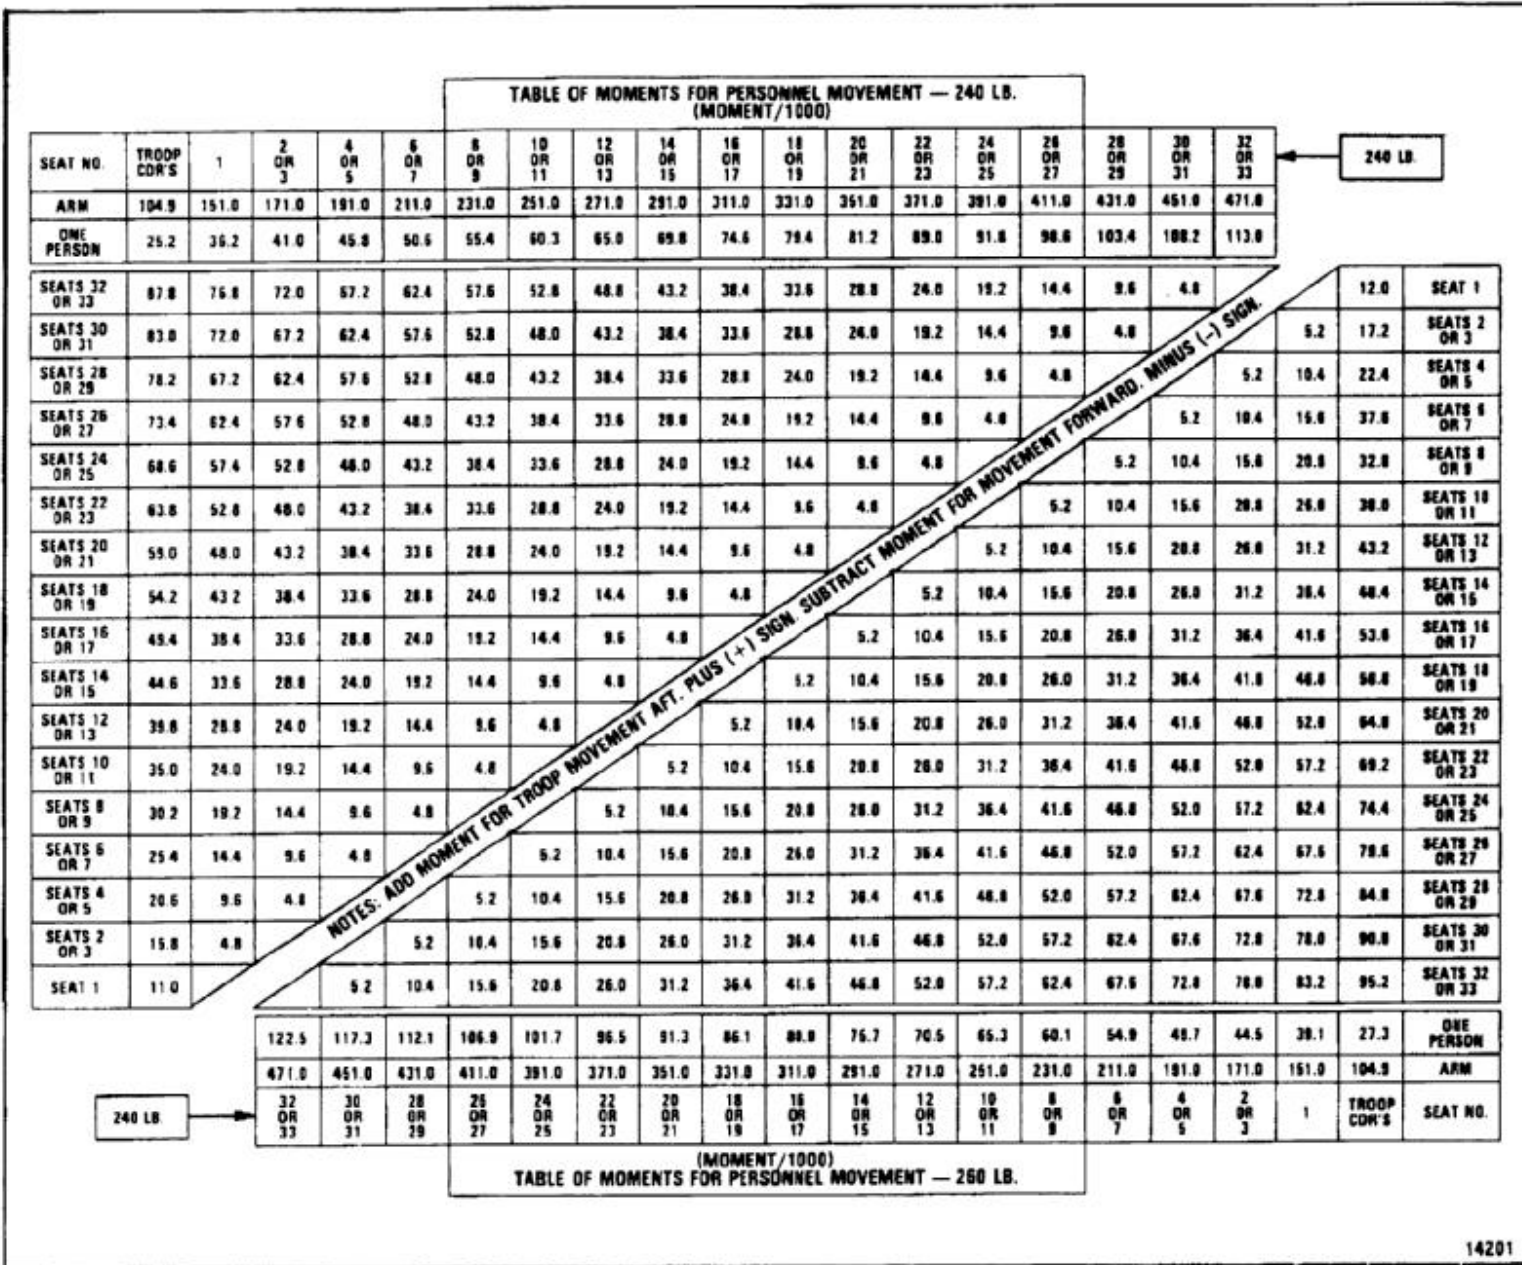 TABLE OF MOMENTS FOR PERSONNEL MOVEMENT — 240 LB.
(MOMENT/1000)
SEAT NO. TROOP CDR'S 1 2 OR 3 4 OR 5 6 OR 7 8 OR 9 10 OR 11 12 OR 13 14 OR 15 16 OR 17 18 OR 19 20 OR 21 22 OR 23 24 OR 25 26 OR 27 28 OR 29 30 OR 31 32 OR 33 240 LB.
ARM 104.9 151.0 171.0 191.0 211.0 231.0 251.0 271.0 291.0 311.0 331.0 351.0 371.0 391.0 411.0 431.0 451.0 471.0
ONE PERSON 25.2 36.2 41.0 45.8 50.6 55.4 60.3 65.0 69.8 74.6 79.4 81.2 89.0 91.8 98.6 103.4 108.2 113.0
SEATS 32 OR 33 87.8 76.8 72.0 67.2 62.4 57.6 52.8 48.8 43.2 38.4 33.6 28.8 24.0 19.2 14.4 9.6 4.8 12.0 SEAT 1
SEATS 30 OR 31 83.0 72.0 67.2 62.4 57.6 52.8 48.0 43.2 38.4 33.6 28.8 24.0 19.2 14.4 9.6 4.8 5.2 17.2 SEATS 2 OR 3
SEATS 28 OR 29 78.2 67.2 62.4 57.6 52.8 48.0 43.2 38.4 33.6 28.8 24.0 19.2 14.4 9.6 4.8 5.2 10.4 22.4 SEATS 4 OR 5
SEATS 26 OR 27 73.4 62.4 57.6 52.8 48.0 43.2 38.4 33.6 28.8 24.0 19.2 14.4 9.6 4.8 5.2 10.4 15.6 37.6 SEATS 6 OR 7
SEATS 24 OR 25 68.6 57.4 52.8 48.0 43.2 38.4 33.6 28.8 24.0 19.2 14.4 9.6 4.8 5.2 10.4 15.6 20.8 32.8 SEATS 8 OR 9
SEATS 22 OR 23 63.8 52.8 48.0 43.2 38.4 33.6 28.8 24.0 19.2 14.4 9.6 4.8 5.2 10.4 15.6 20.8 26.0 38.0 SEATS 10 OR 11
SEATS 20 OR 21 59.0 48.0 43.2 38.4 33.6 28.8 24.0 19.2 14.4 9.6 4.8 5.2 10.4 15.6 20.8 26.0 31.2 43.2 SEATS 12 OR 13
SEATS 18 OR 19 54.2 43.2 38.4 33.6 28.8 24.0 19.2 14.4 9.6 4.8 5.2 10.4 15.6 20.8 26.0 31.2 36.4 48.4 SEATS 14 OR 15
SEATS 16 OR 17 49.4 38.4 33.6 28.8 24.0 19.2 14.4 9.6 4.8 5.2 10.4 15.6 20.8 26.0 31.2 36.4 41.6 53.6 SEATS 16 OR 17
SEATS 14 OR 15 44.6 33.6 28.8 24.0 19.2 14.4 9.6 4.8 5.2 10.4 15.6 20.8 26.0 31.2 36.4 41.6 46.8 58.8 SEATS 18 OR 19
SEATS 12 OR 13 39.8 28.8 24.0 19.2 14.4 9.6 4.8 5.2 10.4 15.6 20.8 26.0 31.2 36.4 41.6 46.8 52.0 64.0 SEATS 20 OR 21
SEATS 10 OR 11 35.0 24.0 19.2 14.4 9.6 4.8 5.2 10.4 15.6 20.8 26.0 31.2 36.4 41.6 46.8 52.0 57.2 69.2 SEATS 22 OR 23
SEATS 8 OR 9 30.2 19.2 14.4 9.6 4.8 5.2 10.4 15.6 20.8 26.0 31.2 36.4 41.6 46.8 52.0 57.2 62.4 74.4 SEATS 24 OR 25
SEATS 6 OR 7 25.4 14.4 9.6 4.8 5.2 10.4 15.6 20.8 26.0 31.2 36.4 41.6 46.8 52.0 57.2 62.4 67.6 79.6 SEATS 26 OR 27
SEATS 4 OR 5 20.6 9.6 4.8 5.2 10.4 15.6 20.8 26.0 31.2 36.4 41.6 46.8 52.0 57.2 62.4 67.6 72.8 84.8 SEATS 28 OR 29
SEATS 2 OR 3 15.8 4.8 5.2 10.4 15.6 20.8 26.0 31.2 36.4 41.6 46.8 52.0 57.2 62.4 67.6 72.8 78.0 90.0 SEATS 30 OR 31
SEAT 1 11.0 5.2 10.4 15.6 20.8 26.0 31.2 36.4 41.6 46.8 52.0 57.2 62.4 67.6 72.8 78.0 83.2 95.2 SEATS 32 OR 33
NOTES: ADD MOMENT FOR TROOP MOVEMENT AFT. PLUS (+) SIGN. SUBTRACT MOMENT FOR MOVEMENT FORWARD. MINUS (-) SIGN.
122.5 117.3 112.1 106.9 101.7 96.5 91.3 86.1 80.9 75.7 70.5 65.3 60.1 54.9 49.7 44.5 39.1 27.3 ONE PERSON
471.0 451.0 431.0 411.0 391.0 371.0 351.0 331.0 311.0 291.0 271.0 251.0 231.0 211.0 191.0 171.0 151.0 104.9 ARM
240 LB. 32 OR 33 30 OR 31 28 OR 29 26 OR 27 24 OR 25 22 OR 23 20 OR 21 18 OR 19 16 OR 17 14 OR 15 12 OR 13 10 OR 11 8 OR 9 6 OR 7 4 OR 5 2 OR 3 1 TROOP CDR'S SEAT NO.
(MOMENT/1000)
TABLE OF MOMENTS FOR PERSONNEL MOVEMENT — 260 LB.
14201